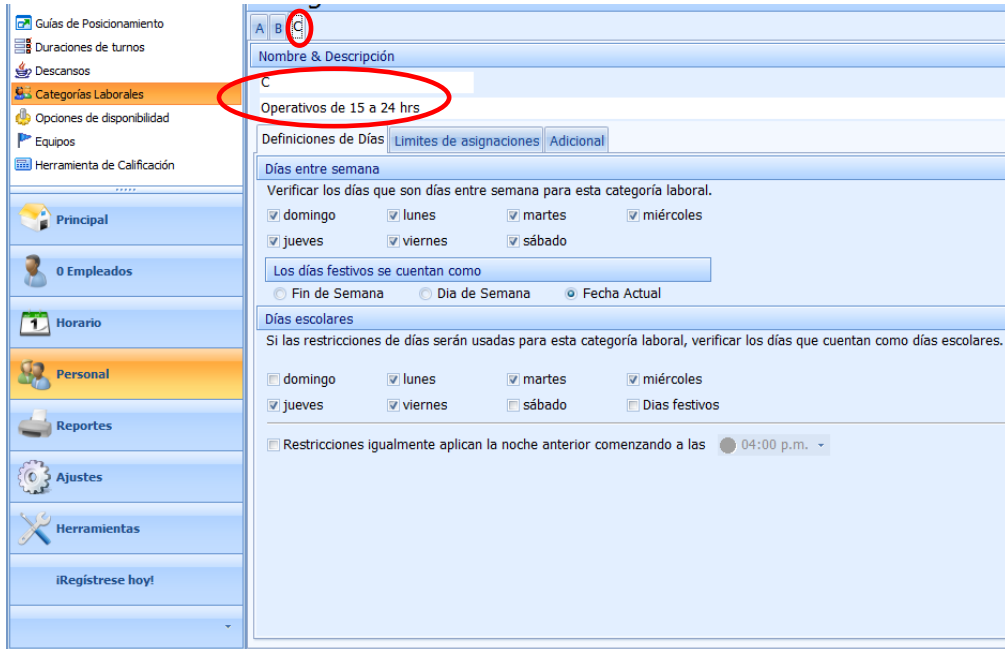 Guías de Posicionamiento
Duraciones de turnos
Descansos
Categorías Laborales
Opciones de disponibilidad
Equipos
Herramienta de Calificación
Principal
0 Empleados
1 Horario
Personal
Reportes
Ajustes
Herramientas
¡Regístrese hoy!
A B C
Nombre & Descripción
C
Operativos de 15 a 24 hrs
Definiciones de Días Limites de asignaciones Adicional
Días entre semana
Verificar los días que son días entre semana para esta categoría laboral.
domingo lunes martes miércoles
jueves viernes sábado
Los días festivos se cuentan como
Fin de Semana Dia de Semana Fecha Actual
Días escolares
Si las restricciones de días serán usadas para esta categoría laboral, verificar los días que cuentan como días escolares.
domingo lunes martes miércoles
jueves viernes sábado Dias festivos
Restricciones igualmente aplican la noche anterior comenzando a las 04:00 p.m.